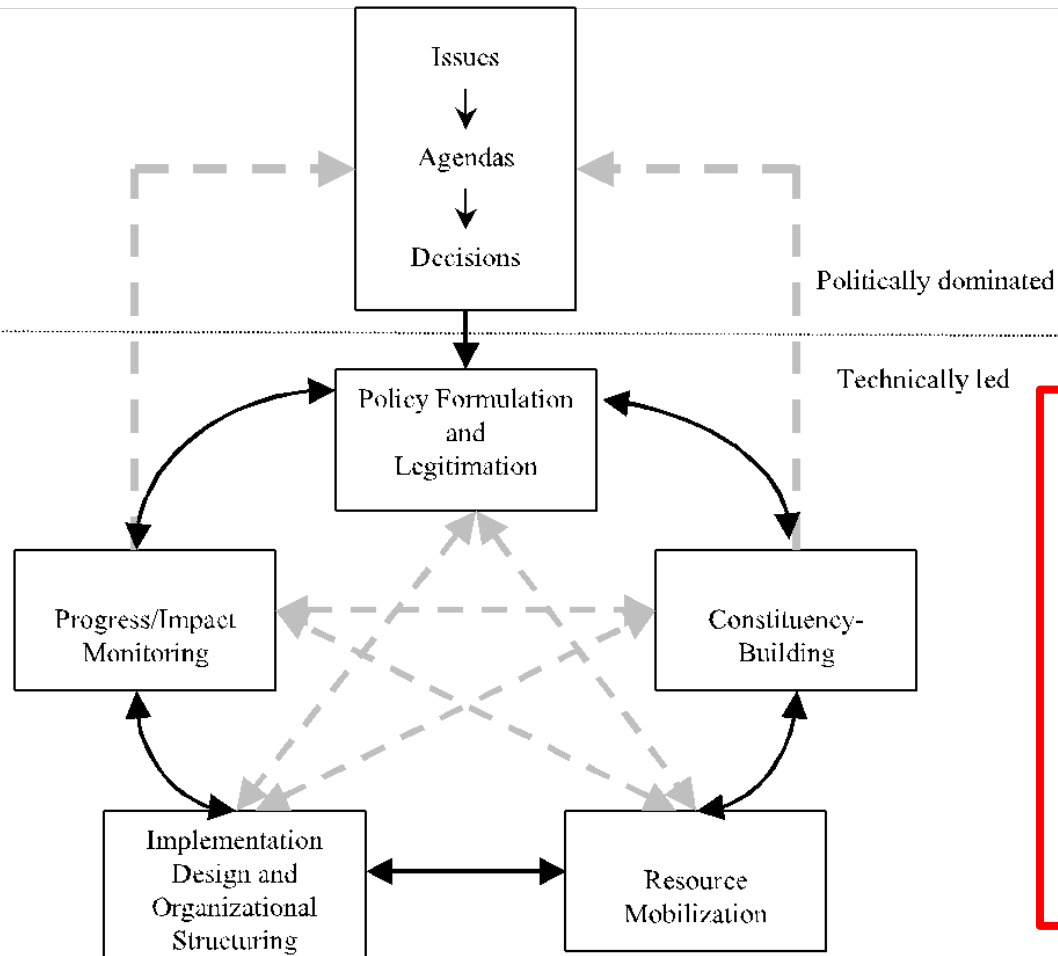 Issues
Agendas
Decisions
Politically dominated
Technically led
Policy Formulation
and
Legitimation
Progress/Impact
Monitoring
Constituency-
Building
Implementation
Design and
Organizational
Structuring
Resource
Mobilization